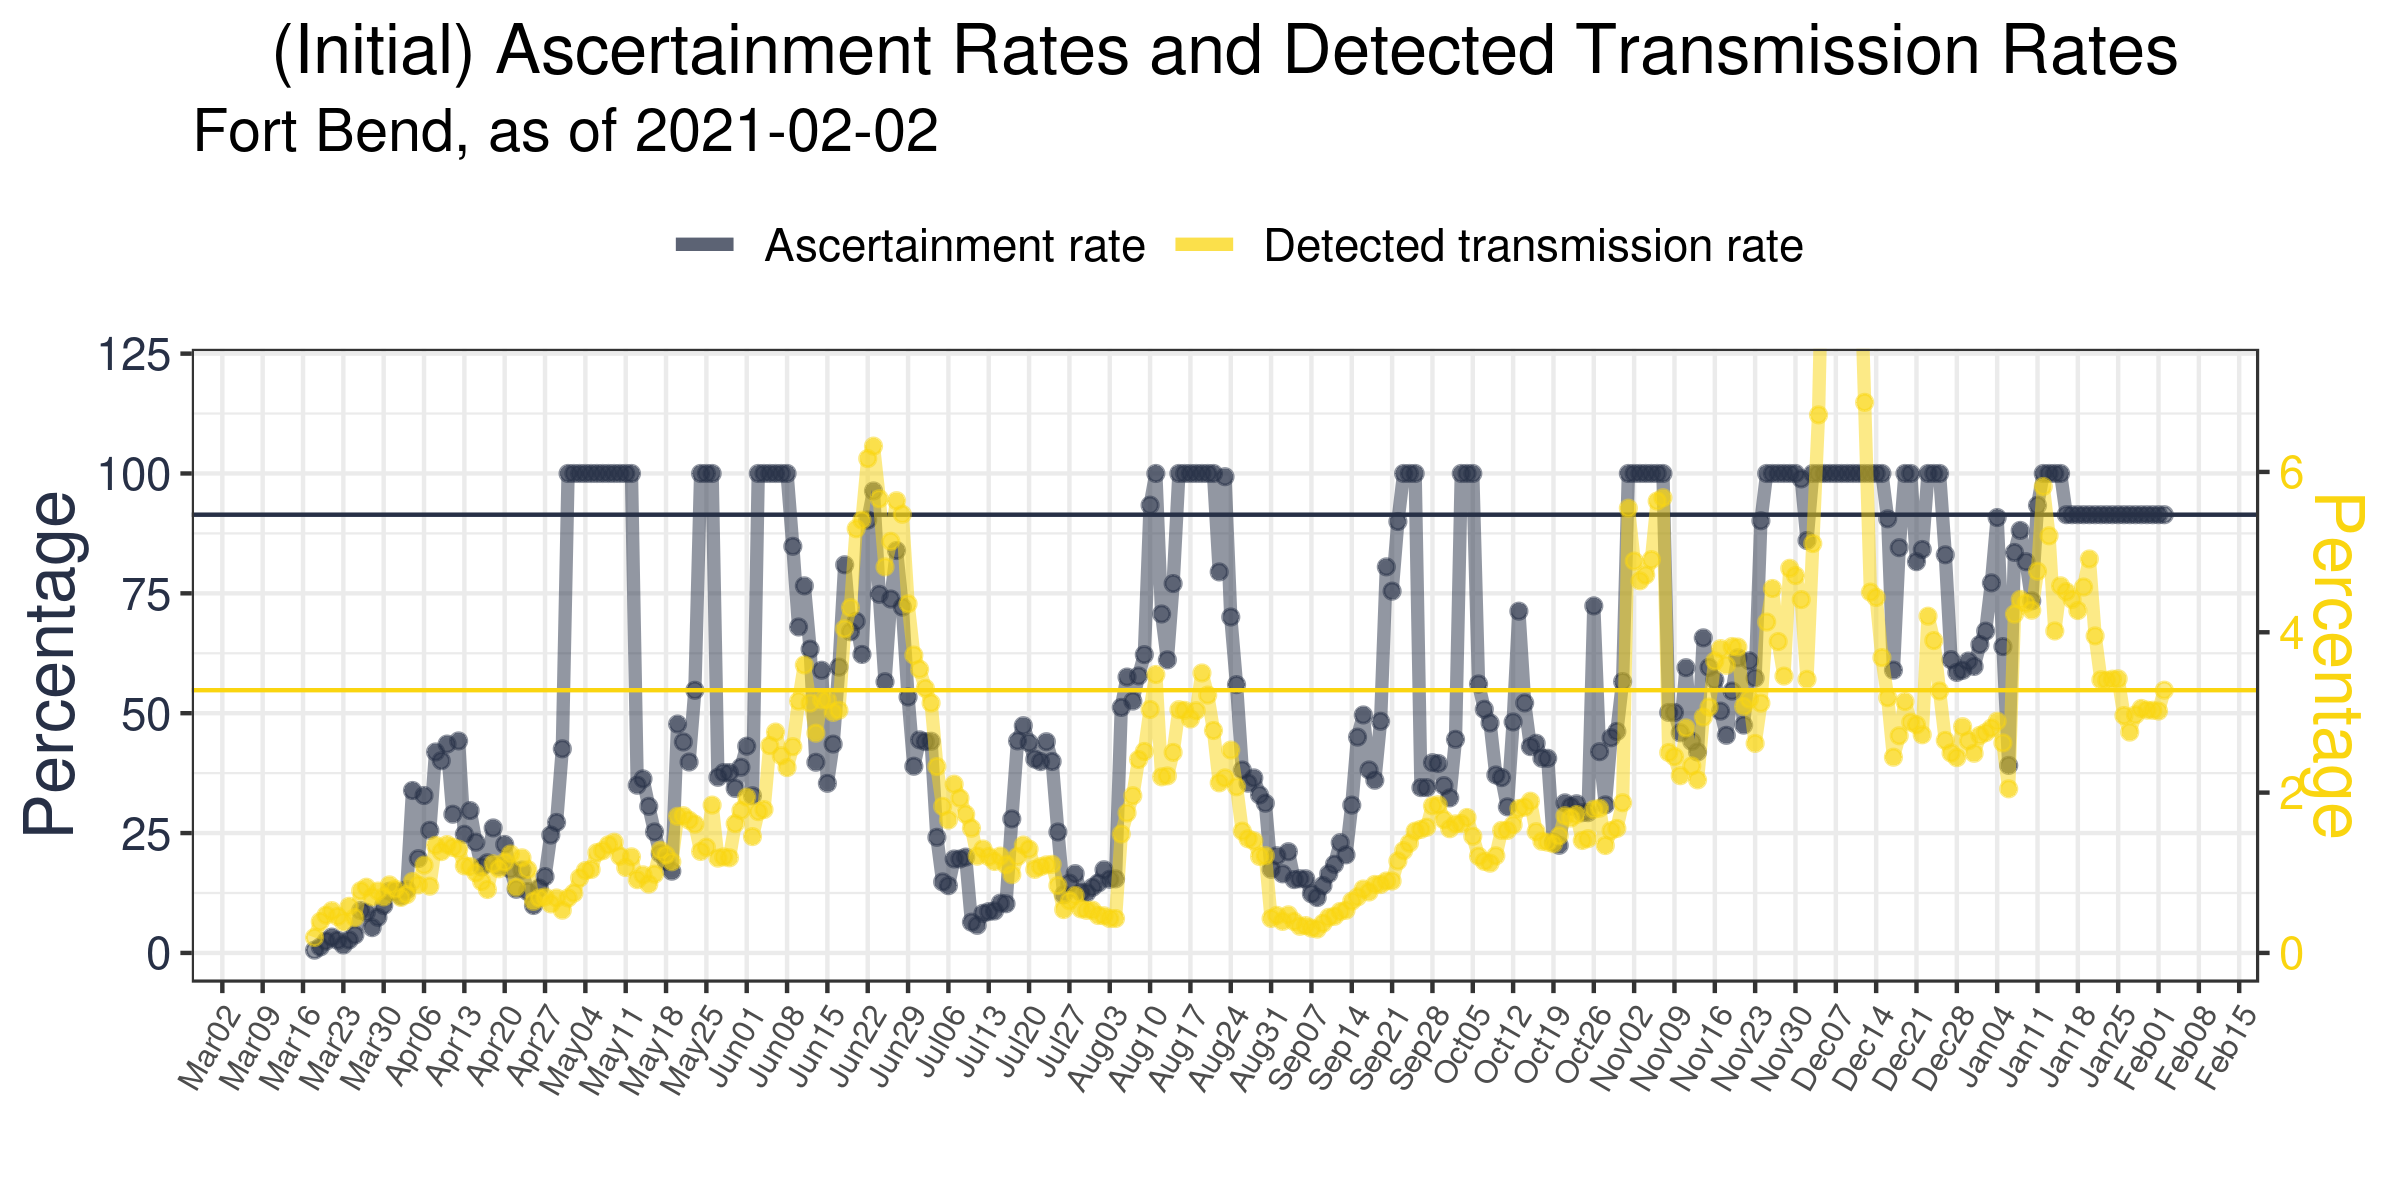 (Initial) Ascertainment Rates and Detected Transmission Rates
Fort Bend, as of 2021-02-02
Ascertainment rate
Detected transmission rate
125
100
75
50
25
0
Percentage
6
4
2
0
Percentage
Mar02
Mar09
Mar16
Mar23
Mar30
Apr06
Apr13
Apr20
Apr27
May04
May11
May18
May25
Jun01
Jun08
Jun15
Jun22
Jun29
Jul06
Jul13
Jul20
Jul27
Aug03
Aug10
Aug17
Aug24
Aug31
Sep07
Sep14
Sep21
Sep28
Oct05
Oct12
Oct19
Oct26
Nov02
Nov09
Nov16
Nov23
Nov30
Dec07
Dec14
Dec21
Dec28
Jan04
Jan11
Jan18
Jan25
Feb01
Feb08
Feb15